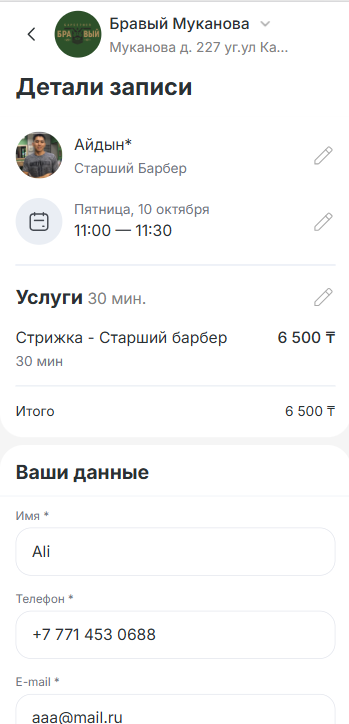 Бравый Муканова
БРАВЫЙ
Муканова д. 227 уг.ул Ка...
Детали записи
Айдын*
Старший Барбер
Пятница, 10 октября
11:00 — 11:30
Услуги 30 мин.
Стрижка - Старший барбер 6 500 ₸
30 мин
Итого 6 500 ₸
Ваши данные
Имя *
Ali
Телефон *
+7 771 453 0688
E-mail *
aaa@mail.ru